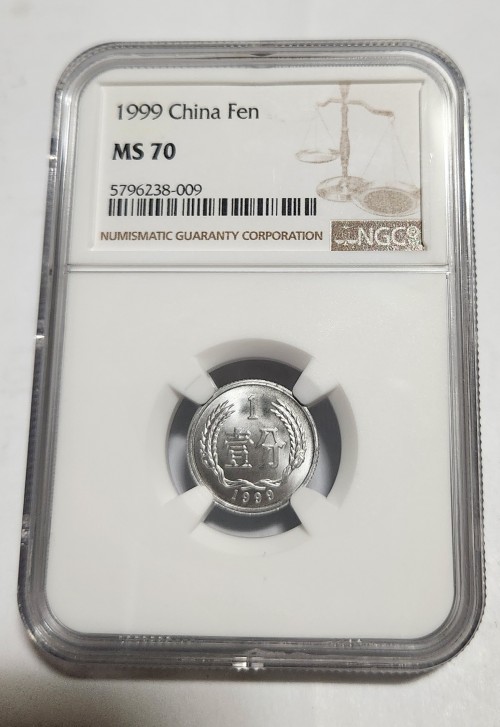 1999 China Fen
MS 70
5796238-009
NUMISMATIC GUARANTY CORPORATION
NGC
1
壹分
1999